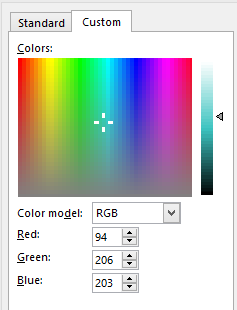 Standard Custom
Colors:
Color model: RGB
Red: 94
Green: 206
Blue: 203